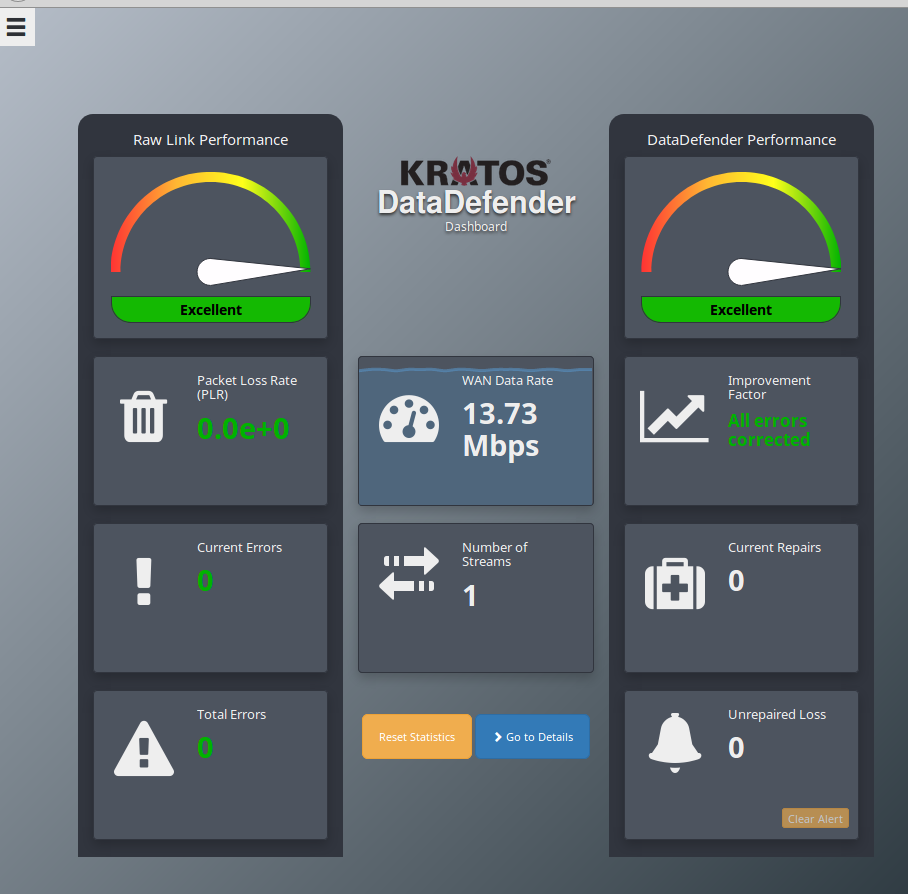 Raw Link Performance
Excellent
Packet Loss Rate
(PLR)
0.0e+0
Current Errors
0
Total Errors
0
KRATOS®
DataDefender
Dashboard
WAN Data Rate
13.73
Mbps
Number of
Streams
1
Reset Statistics
Go to Details
DataDefender Performance
Excellent
Improvement
Factor
All errors
corrected
Current Repairs
0
Unrepaired Loss
0
Clear Alert